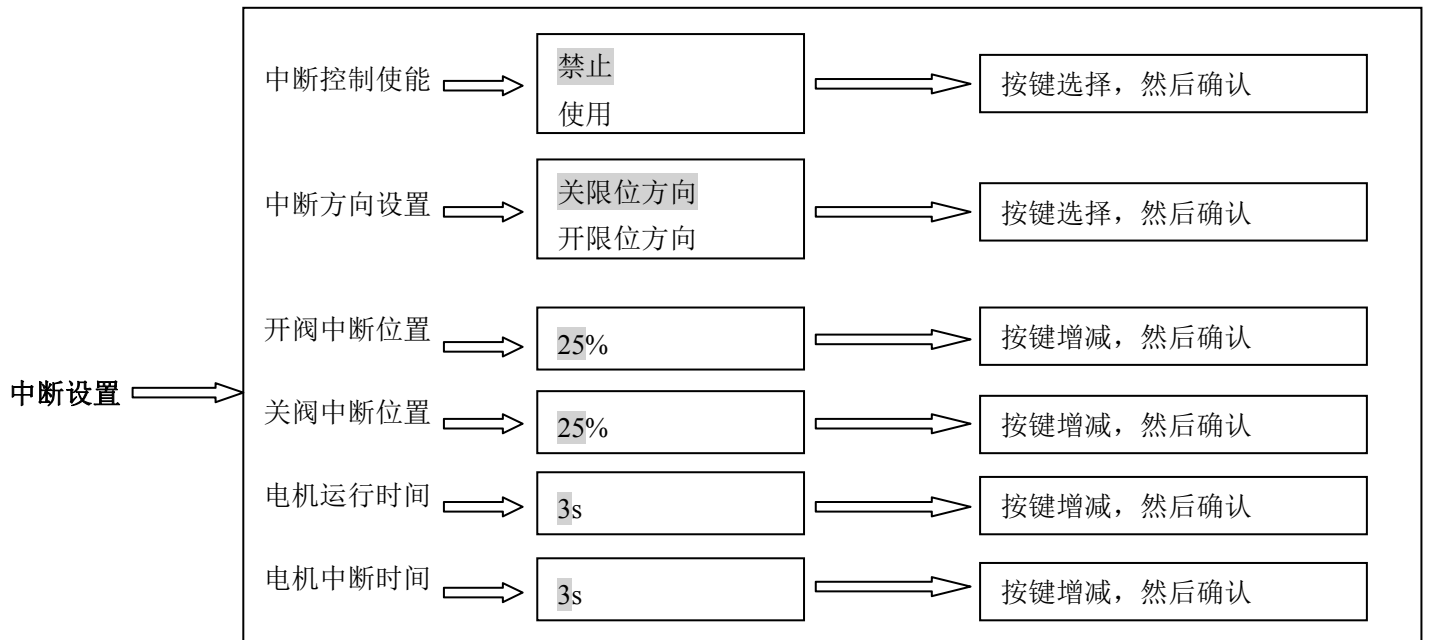 中断控制使能
禁止
使用
按键选择，然后确认
中断方向设置
关限位方向
开限位方向
按键选择，然后确认
开阀中断位置
25%
按键增减，然后确认
中断设置
关阀中断位置
25%
按键增减，然后确认
电机运行时间
3s
按键增减，然后确认
电机中断时间
3s
按键增减，然后确认